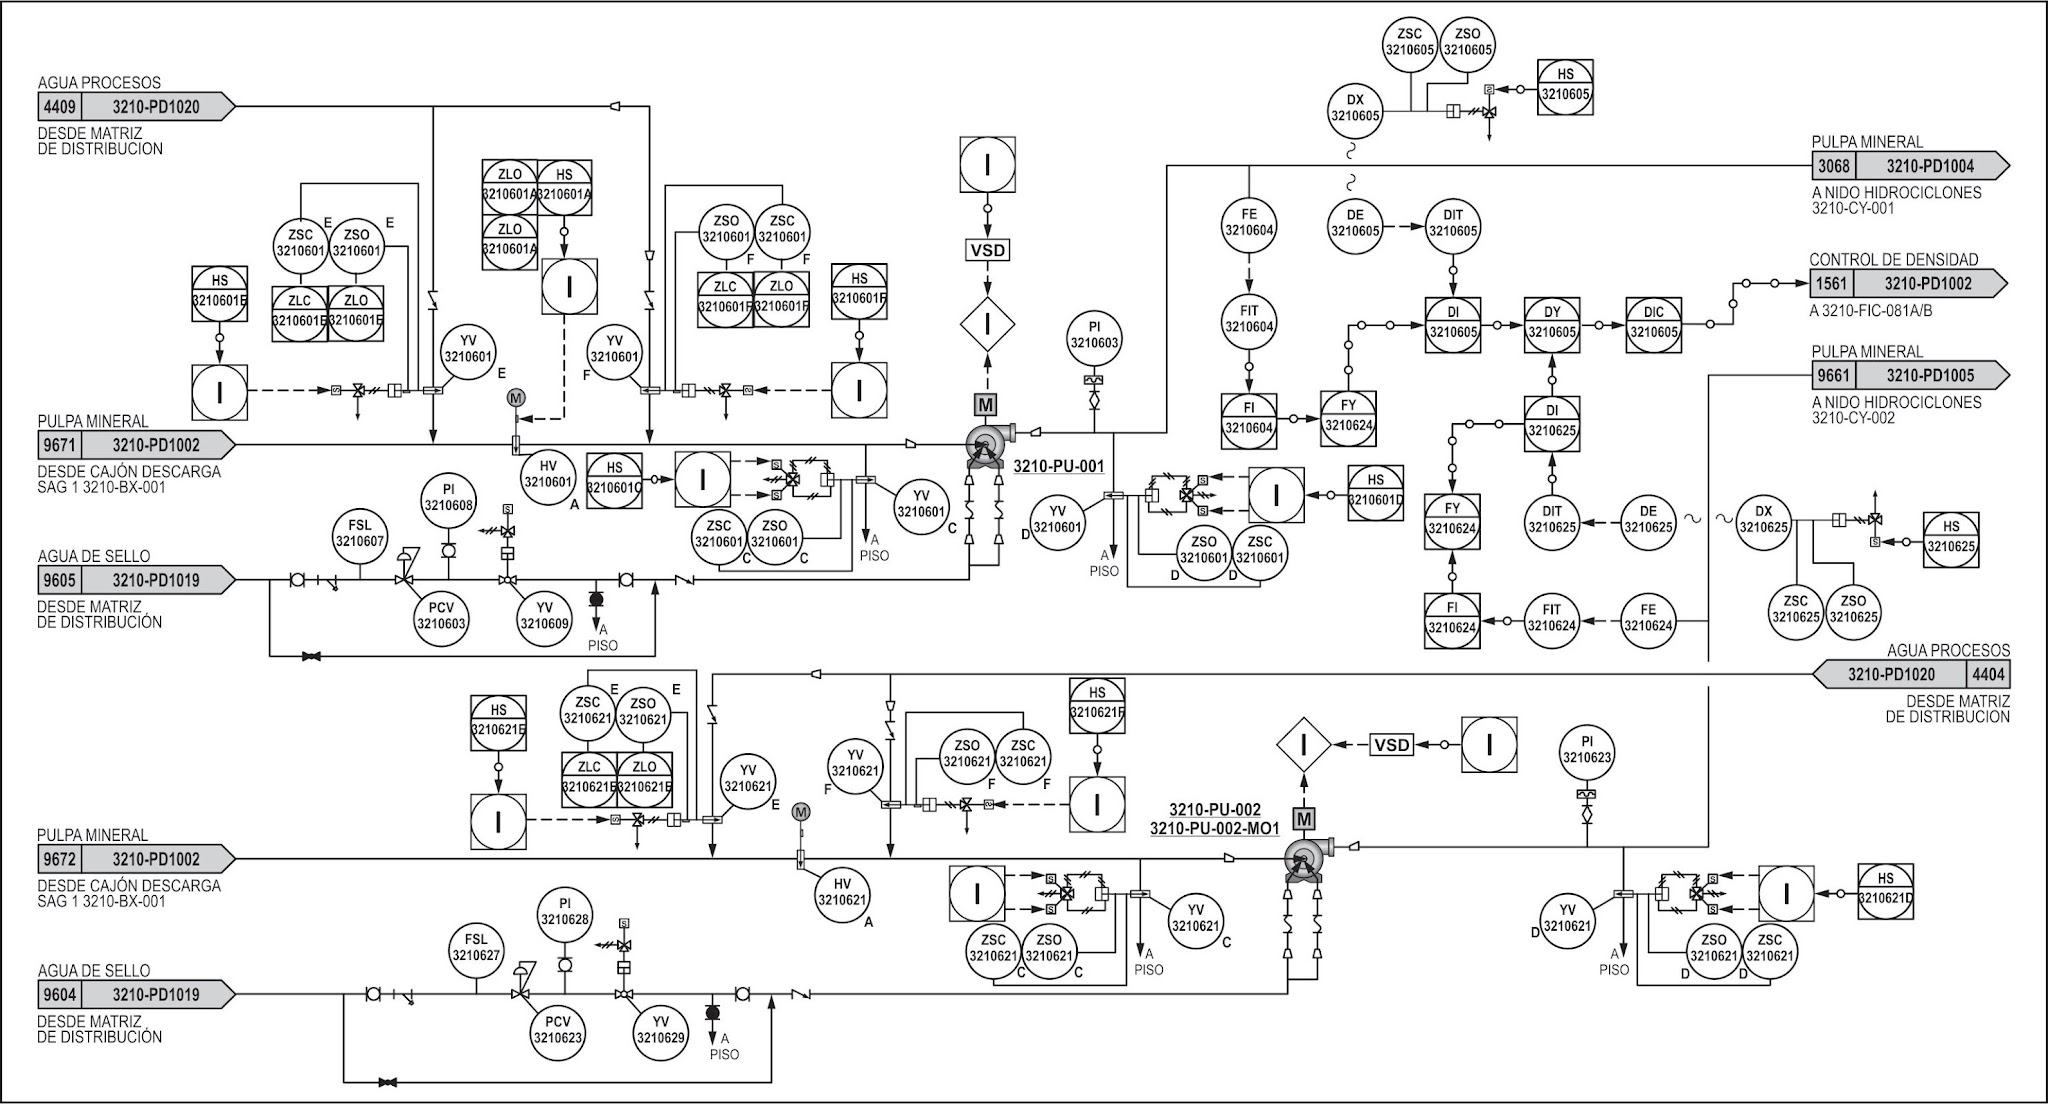 AGUA PROCESOS
4409 3210-PD1020
DESDE MATRIZ
DE DISTRIBUCION
ZSC
3210601
E
ZSO
3210601
E
ZLC
3210601E
ZLO
3210601E
HS
3210601E
I
YV
3210601
E
ZLO
3210601A
HS
3210601A
ZLO
3210601A
I
M
YV
3210601
F
ZSO
3210601
F
ZSC
3210601
F
ZLC
3210601F
ZLO
3210601F
HS
3210601F
I
S
S
PULPA MINERAL
9671 3210-PD1002
DESDE CAJÓN DESCARGA
SAG 1 3210-BX-001
HV
3210601
A
HS
3210601C
I
S
S
ZSC
3210601
C
ZSO
3210601
C
YV
3210601
C
A
PISO
I
VSD
I
M
3210-PU-001
PI
3210603
YV
3210601
D
A
PISO
S
S
I
HS
3210601D
ZSO
3210601
D
ZSC
3210601
D
AGUA DE SELLO
9605 3210-PD1019
DESDE MATRIZ
DE DISTRIBUCIÓN
FSL
3210607
PI
3210608
S
PCV
3210603
YV
3210609
A
PISO
ZSC
3210605
ZSO
3210605
DX
3210605
S
HS
3210605
PULPA MINERAL
3068 3210-PD1004
A NIDO HIDROCICLONES
3210-CY-001
FE
3210604
DE
3210605
DIT
3210605
FIT
3210604
FI
3210604
FY
3210624
DI
3210605
DY
3210605
DIC
3210605
CONTROL DE DENSIDAD
1561 3210-PD1002
A 3210-FIC-081A/B
PULPA MINERAL
9661 3210-PD1005
A NIDO HIDROCICLONES
3210-CY-002
DI
3210625
FY
3210624
DIT
3210625
DE
3210625
DX
3210625
S
HS
3210625
FI
3210624
FIT
3210624
FE
3210624
ZSC
3210625
ZSO
3210625
AGUA PROCESOS
3210-PD1020 4404
DESDE MATRIZ
DE DISTRIBUCION
HS
3210621E
I
S
ZSC
3210621
E
ZSO
3210621
E
ZLC
3210621E
ZLO
3210621E
YV
3210621
E
M
YV
3210621
F
ZSO
3210621
F
ZSC
3210621
F
HS
3210621F
I
S
I
VSD
I
M
3210-PU-002
3210-PU-002-MO1
PI
3210623
PULPA MINERAL
9672 3210-PD1002
DESDE CAJÓN DESCARGA
SAG 1 3210-BX-001
HV
3210621
A
I
S
S
ZSC
3210621
C
ZSO
3210621
C
YV
3210621
C
A
PISO
YV
3210621
D
A
PISO
S
S
I
HS
3210621D
ZSO
3210621
D
ZSC
3210621
D
AGUA DE SELLO
9604 3210-PD1019
DESDE MATRIZ
DE DISTRIBUCIÓN
FSL
3210627
PI
3210628
S
PCV
3210623
YV
3210629
A
PISO